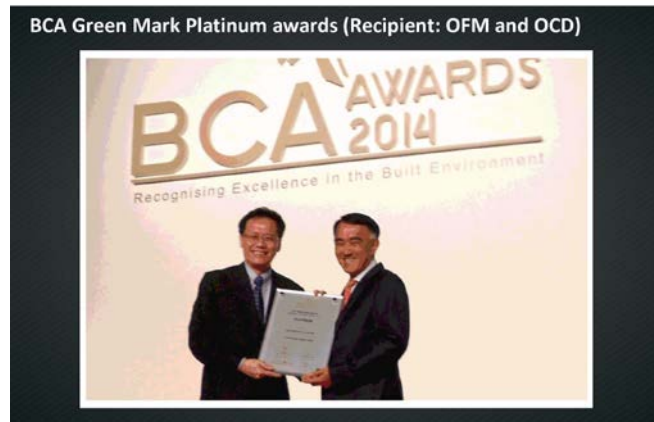 BCA Green Mark Platinum awards (Recipient: OFM and OCD)
BCA AWARDS
2014
Recognising Excellence in the Built Environment